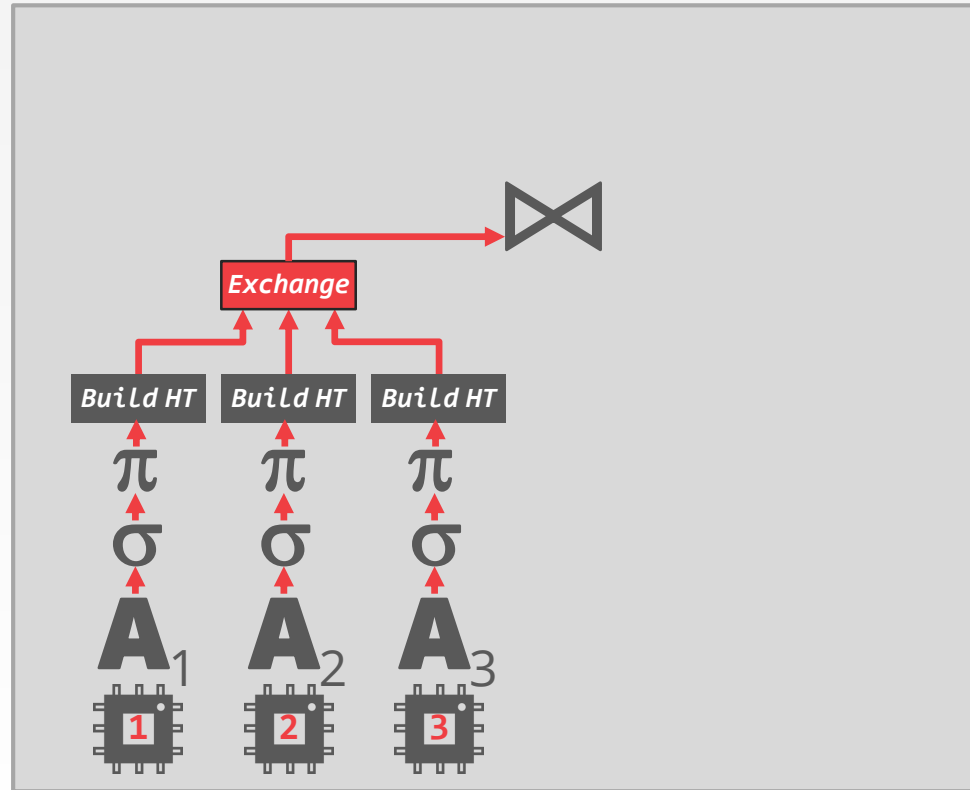 ⋈
Exchange
Build HT Build HT Build HT
π π π
σ σ σ
A1 A2 A3
1 2 3